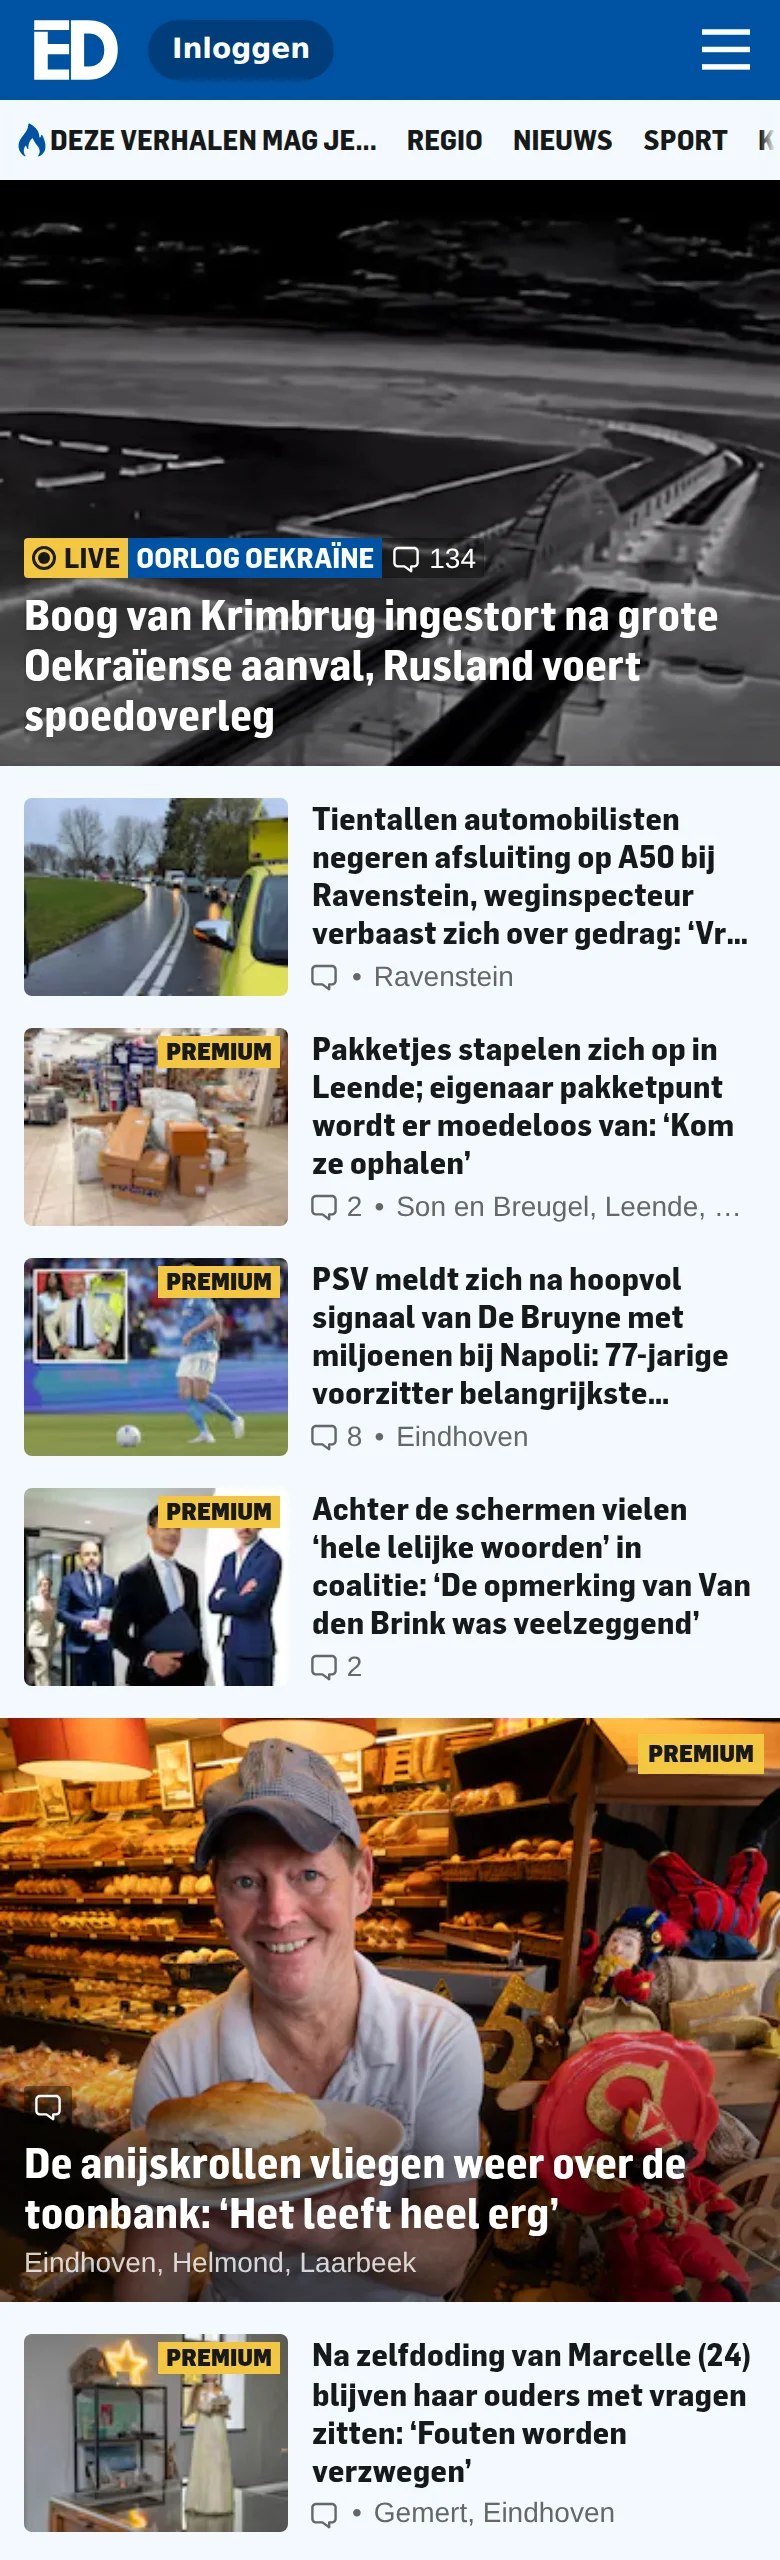 ED
Inloggen
DEZE VERHALEN MAG JE...
REGIO
NIEUWS
SPORT
K
LIVE
OORLOG OEKRAÏNE
134
Boog van Krimbrug ingestort na grote
Oekraïense aanval, Rusland voert
spoedoverleg
Tientallen automobilisten
negeren afsluiting op A50 bij
Ravenstein, weginspecteur
verbaast zich over gedrag: ‘Vr...
• Ravenstein
PREMIUM
Pakketjes stapelen zich op in
Leende; eigenaar pakketpunt
wordt er moedeloos van: ‘Kom
ze ophalen’
2 • Son en Breugel, Leende, ...
PREMIUM
PSV meldt zich na hoopvol
signaal van De Bruyne met
miljoenen bij Napoli: 77-jarige
voorzitter belangrijkste...
8 • Eindhoven
PREMIUM
Achter de schermen vielen
‘hele lelijke woorden’ in
coalitie: ‘De opmerking van Van
den Brink was veelzeggend’
2
PREMIUM
De anijskrollen vliegen weer over de
toonbank: ‘Het leeft heel erg’
Eindhoven, Helmond, Laarbeek
PREMIUM
Na zelfdoding van Marcelle (24)
blijven haar ouders met vragen
zitten: ‘Fouten worden
verzwegen’
• Gemert, Eindhoven